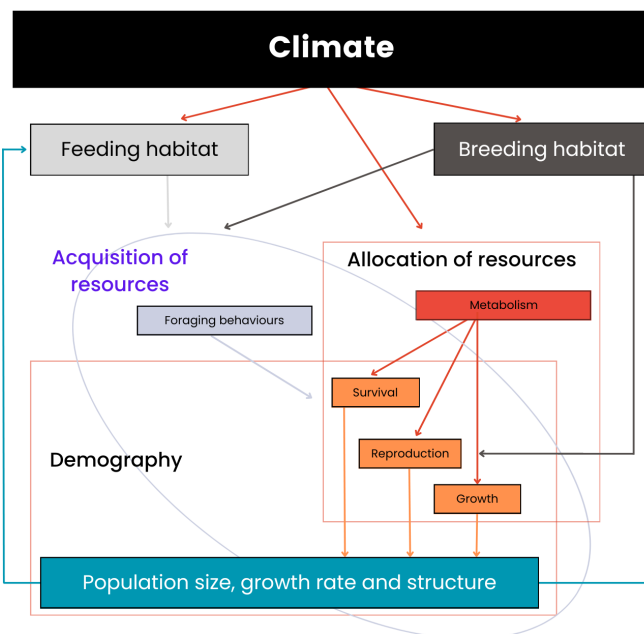 Climate
Feeding habitat
Breeding habitat
Acquisition of
resources
Allocation of resources
Metabolism
Foraging behaviours
Survival
Reproduction
Demography
Growth
Population size, growth rate and structure